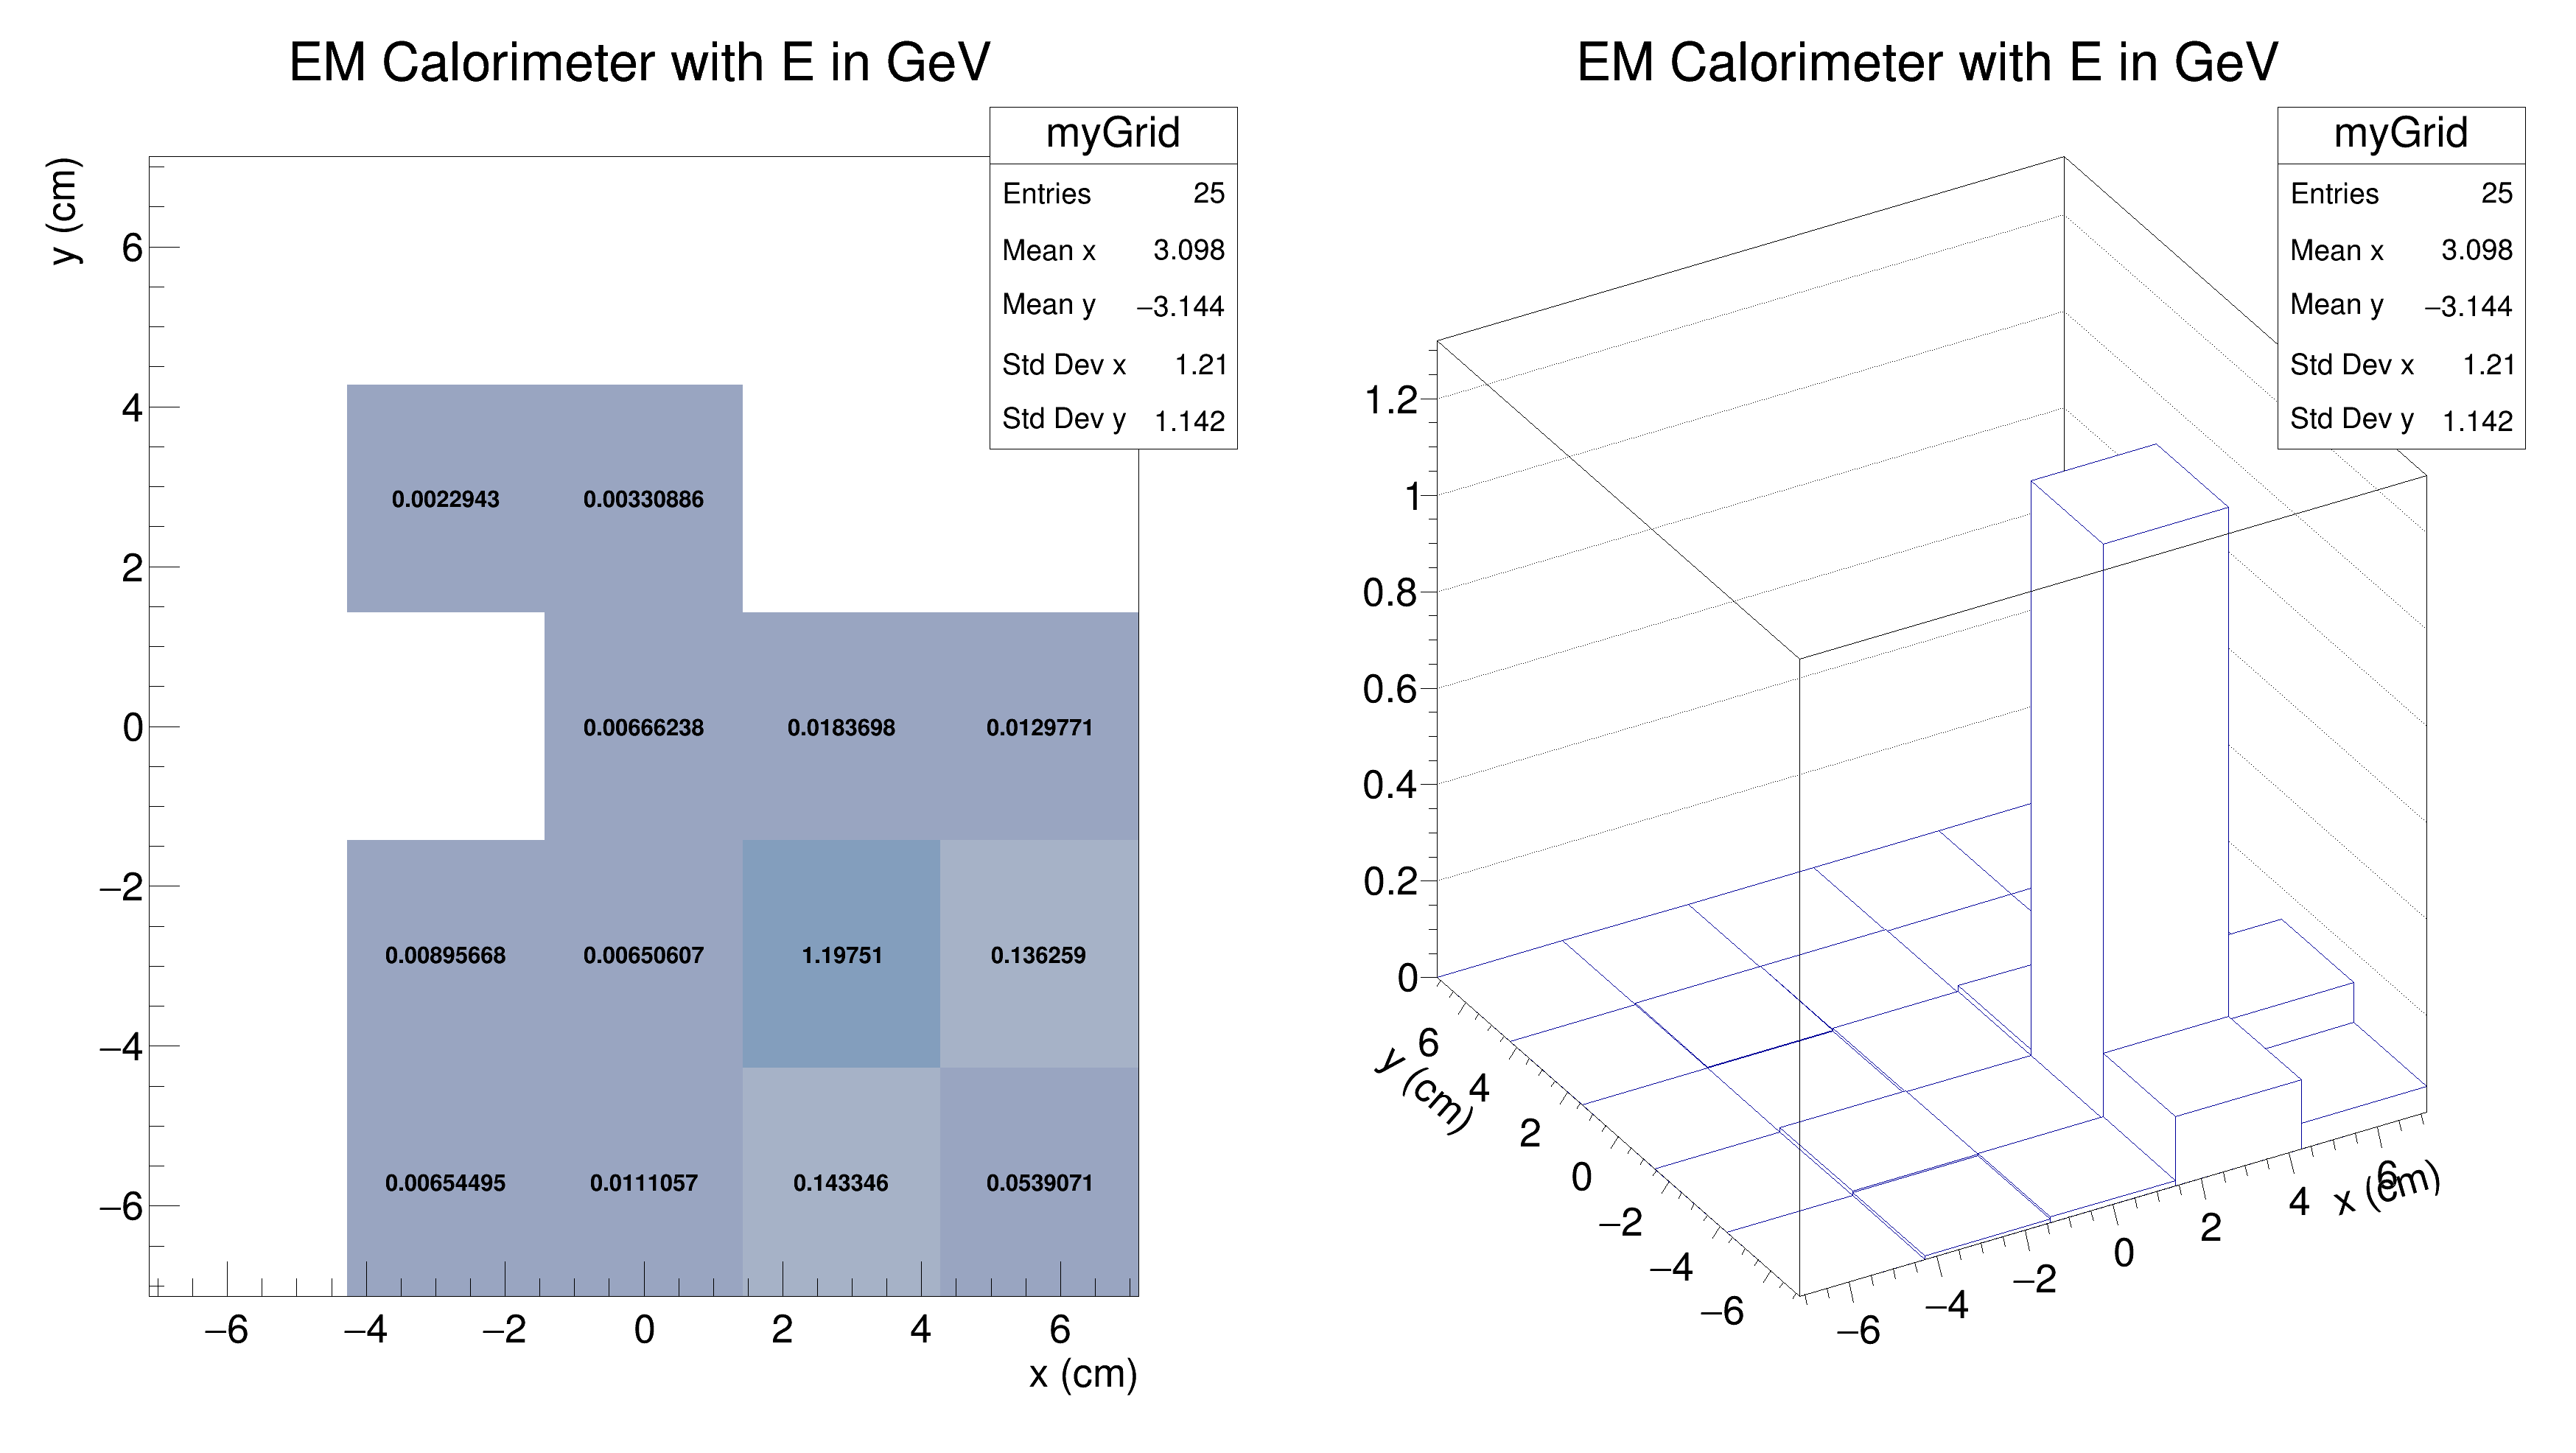 EM Calorimeter with E in GeV
myGrid
Entries 25
Mean x 3.098
Mean y −3.144
Std Dev x 1.21
Std Dev y 1.142
y (cm)
6
4
2
0
−2
−4
−6
0.0022943 0.00330886
0.00666238 0.0183698 0.0129771
0.00895668 0.00650607 1.19751 0.136259
0.00654495 0.0111057 0.143346 0.0539071
−6 −4 −2 0 2 4 6
x (cm)
EM Calorimeter with E in GeV
myGrid
Entries 25
Mean x 3.098
Mean y −3.144
Std Dev x 1.21
Std Dev y 1.142
1.2
1
0.8
0.6
0.4
0.2
0
6
4
2
0
−2
−4
−6
y (cm)
−6
−4
−2
0
2
4
6
x (cm)